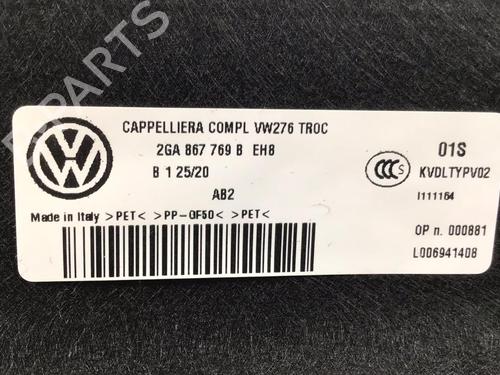 CAPPELLIERA COMPL VW276 TROC
2GA 867 769 B EH8
B 1 25/20
AB2
Made in Italy >PET< >PP-GF50< >PET<
01S
KVDLTYPV02
I111164
OP n. 000881
L006941408